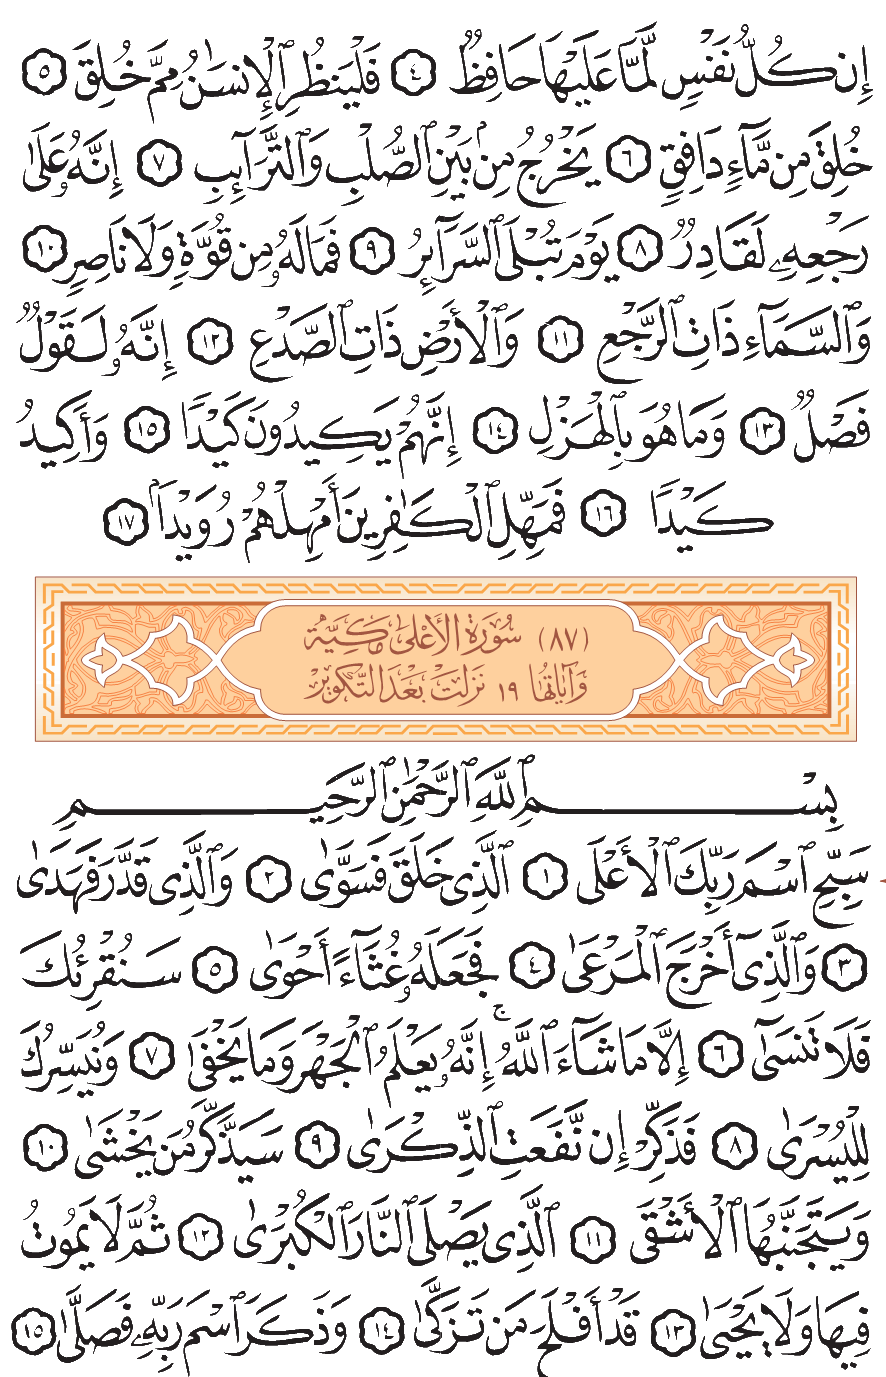 إِن كُلُّ نَفْسٍ لَّمَّا عَلَيْهَا حَافِظٌ ٤ فَلْيَنظُرِ ٱلْإِنسَٰنُ مِمَّ خُلِقَ ٥
خُلِقَ مِن مَّآءٍ دَافِقٍ ٦ يَخْرُجُ مِنۢ بَيْنِ ٱلصُّلْبِ وَٱلتَّرَآئِبِ ٧ إِنَّهُۥ عَلَىٰ
رَجْعِهِۦ لَقَادِرٌ ٨ يَوْمَ تُبْلَى ٱلسَّرَآئِرُ ٩ فَمَا لَهُۥ مِن قُوَّةٍ وَلَا نَاصِرٍ ١٠
وَٱلسَّمَآءِ ذَاتِ ٱلرَّجْعِ ١١ وَٱلْأَرْضِ ذَاتِ ٱلصَّدْعِ ١٢ إِنَّهُۥ لَقَوْلٌ
فَصْلٌ ١٣ وَمَا هُوَ بِٱلْهَزْلِ ١٤ إِنَّهُمْ يَكِيدُونَ كَيْدًا ١٥ وَأَكِيدُ
كَيْدًا ١٦ فَمَهِّلِ ٱلْكَٰفِرِينَ أَمْهِلْهُمْ رُوَيْدَۢا ١٧
(٨٧) سُورَةُ الأَعْلىٰ مَكِيَّة
وَآيَاتُهَا ١٩ نَزَلَتْ بَعْدَ التَّكْوِيرِ
بِسْمِ ٱللَّهِ ٱلرَّحْمَٰنِ ٱلرَّحِيمِ
سَبِّحِ ٱسْمَ رَبِّكَ ٱلْأَعْلَى ١ ٱلَّذِى خَلَقَ فَسَوَّىٰ ٢ وَٱلَّذِى قَدَّرَ فَهَدَىٰ
٣ وَٱلَّذِىٓ أَخْرَجَ ٱلْمَرْعَىٰ ٤ فَجَعَلَهُۥ غُثَآءً أَحْوَىٰ ٥ سَنُقْرِئُكَ
فَلَا تَنسَىٰٓ ٦ إِلَّا مَا شَآءَ ٱللَّهُ ۚ إِنَّهُۥ يَعْلَمُ ٱلْجَهْرَ وَمَا يَخْفَىٰ ٧ وَنُيَسِّرُكَ
لِلْيُسْرَىٰ ٨ فَذَكِّرْ إِن نَّفَعَتِ ٱلذِّكْرَىٰ ٩ سَيَذَّكَّرُ مَن يَخْشَىٰ ١٠
وَيَتَجَنَّبُهَا ٱلْأَشْقَى ١١ ٱلَّذِى يَصْلَى ٱلنَّارَ ٱلْكُبْرَىٰ ١٢ ثُمَّ لَا يَمُوتُ
فِيهَا وَلَا يَحْيَىٰ ١٣ قَدْ أَفْلَحَ مَن تَزَكَّىٰ ١٤ وَذَكَرَ ٱسْمَ رَبِّهِۦ فَصَلَّىٰ ١٥